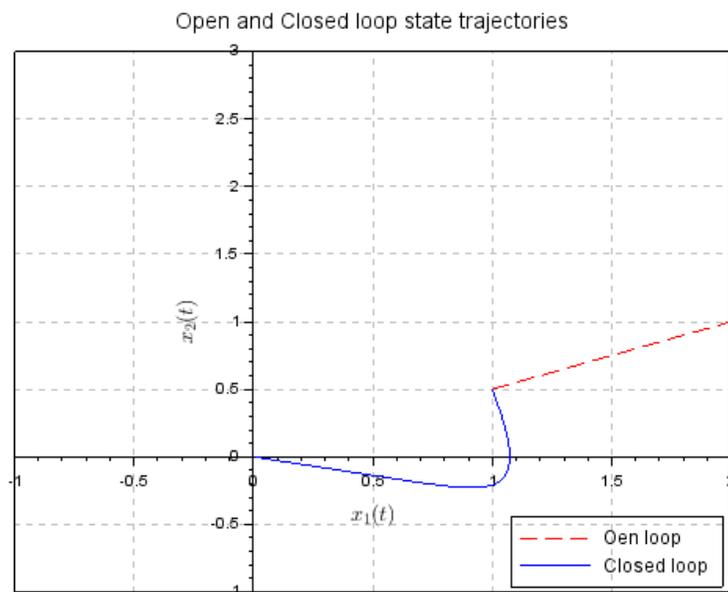 Open and Closed loop state trajectories
3
2.5
2
1.5
x₂(t)
1
0.5
0
-1 -0.5 0 0.5 1 1.5
x₁(t)
-0.5
Oen loop
Closed loop